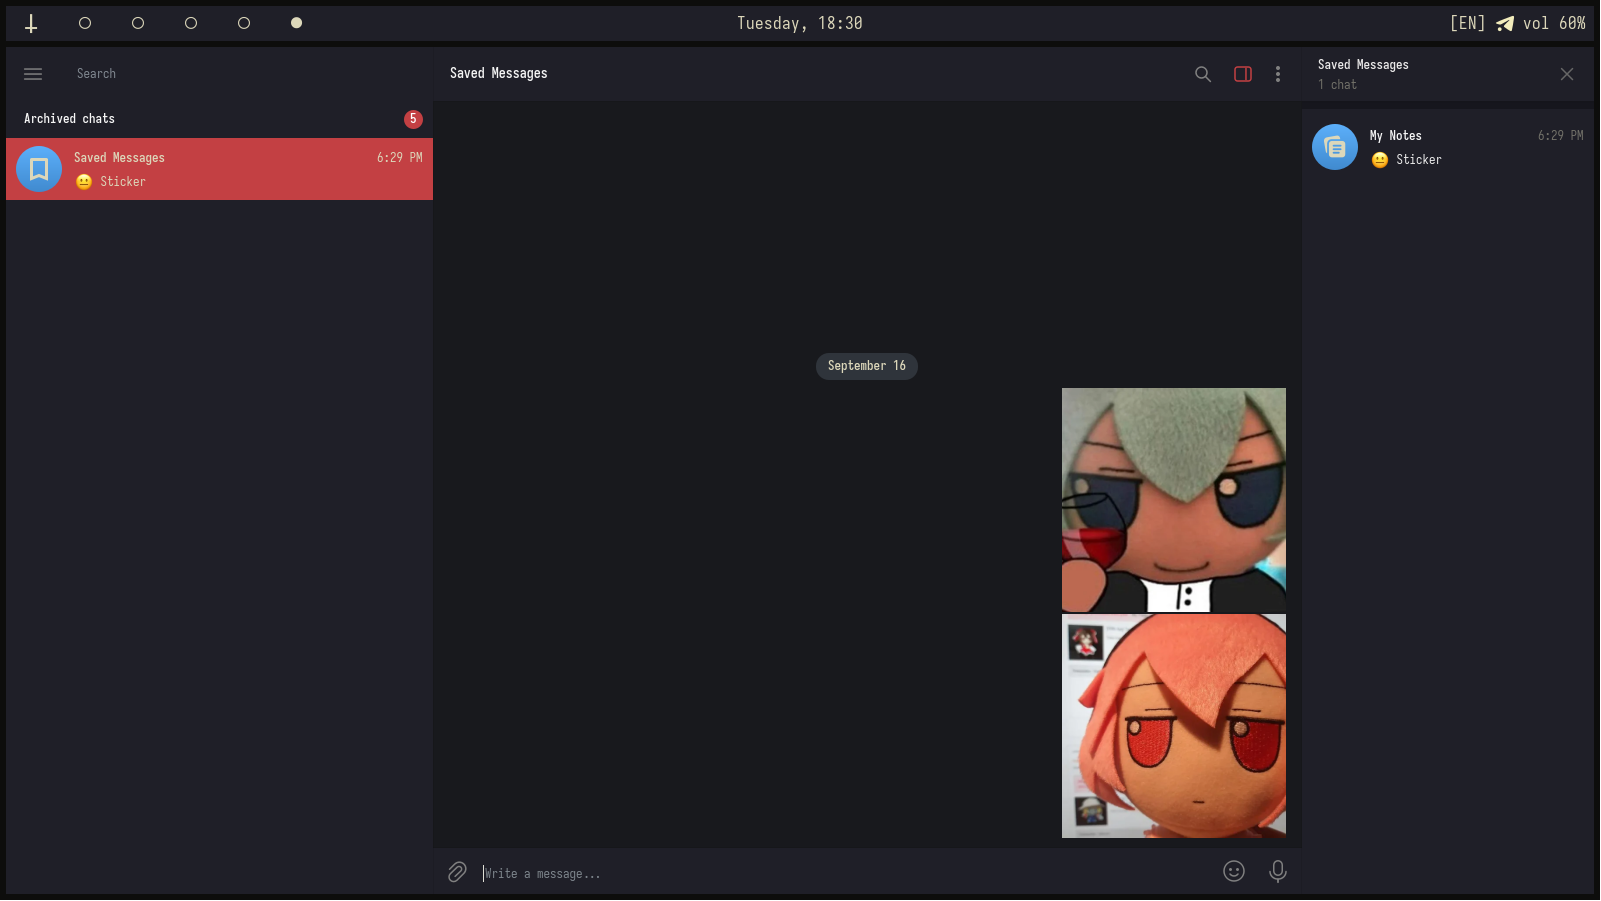 Tuesday, 18:30
[EN] vol 60%
Search
Archived chats 5
Saved Messages 6:29 PM
😐 Sticker
Saved Messages
September 16
Write a message...
Saved Messages
1 chat
My Notes 6:29 PM
😐 Sticker